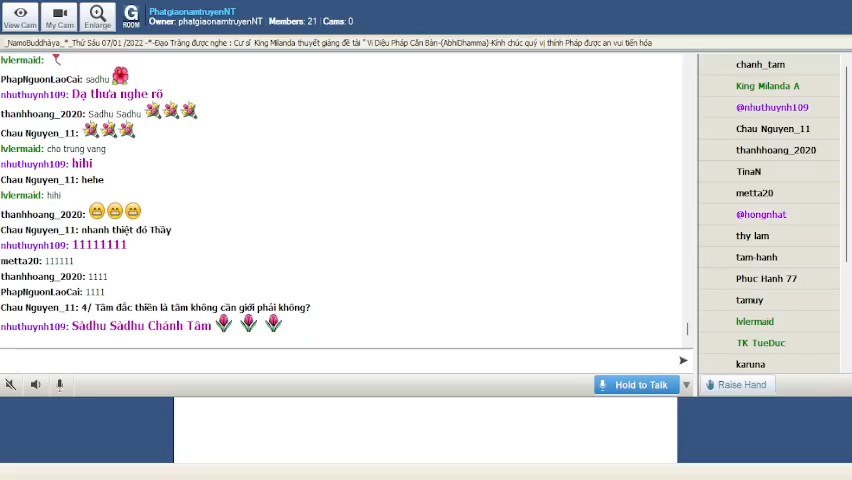 PhatgiaonamtruyenNT
Owner: phatgiaonamtruyenNT  Members: 21  Cams: 0
View Cam
My Cam
Enlarge
G
ROOM
_NamoBuddhàya_*_Thứ Sáu 07/01 /2022 -*-Đạo Tràng được nghe : Cư sĩ King Milanda thuyết giảng đề tài " Vi Diệu Pháp Căn Bản-(AbhiDhamma)-Kính chúc quý vị thính Pháp được an vui tiến hóa
lvlermaid:
PhapNguonLaoCai: sadhu
nhuthuynh109: Dạ thưa nghe rõ
thanhhoang_2020: Sadhu Sadhu
Chau Nguyen_11:
lvlermaid: cho trung vang
nhuthuynh109: hihi
Chau Nguyen_11: hehe
lvlermaid: hihi
thanhhoang_2020:
Chau Nguyen_11: nhanh thiệt đó Thầy
nhuthuynh109: 11111111
metta20: 111111
thanhhoang_2020: 1111
PhapNguonLaoCai: 1111
Chau Nguyen_11: 4/ Tâm đắc thiền là tâm không cần giới phải không?
nhuthuynh109: Sàdhu Sàdhu Chánh Tâm
chanh_tam
King Milanda A
@nhuthuynh109
Chau Nguyen_11
thanhhoang_2020
TinaN
metta20
@hongnhat
thy lam
tam-hanh
Phuc Hanh 77
tamuy
lvlermaid
TK TueDuc
karuna
Hold to Talk
Raise Hand